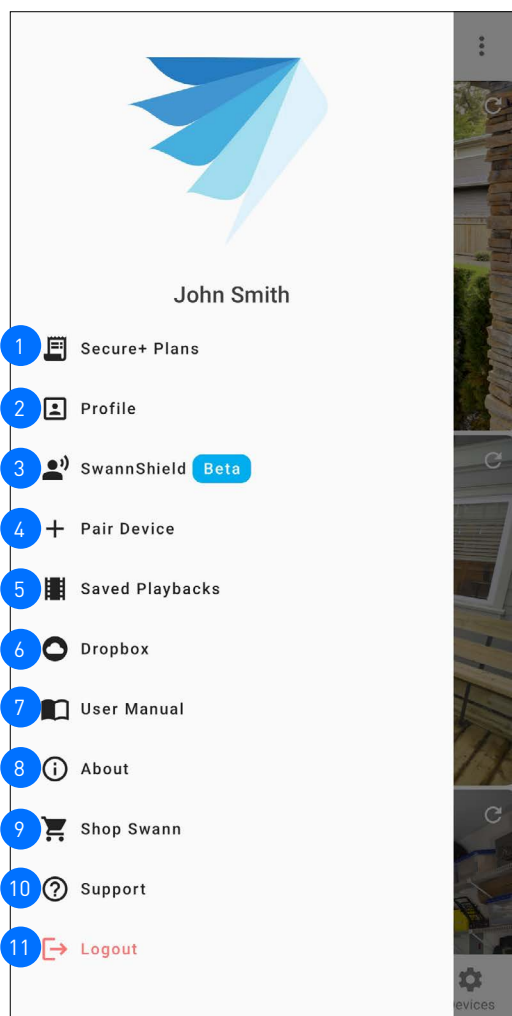 John Smith
1 Secure+ Plans
2 Profile
3 SwannShield Beta
4 Pair Device
5 Saved Playbacks
6 Dropbox
7 User Manual
8 About
9 Shop Swann
10 Support
11 Logout
evices